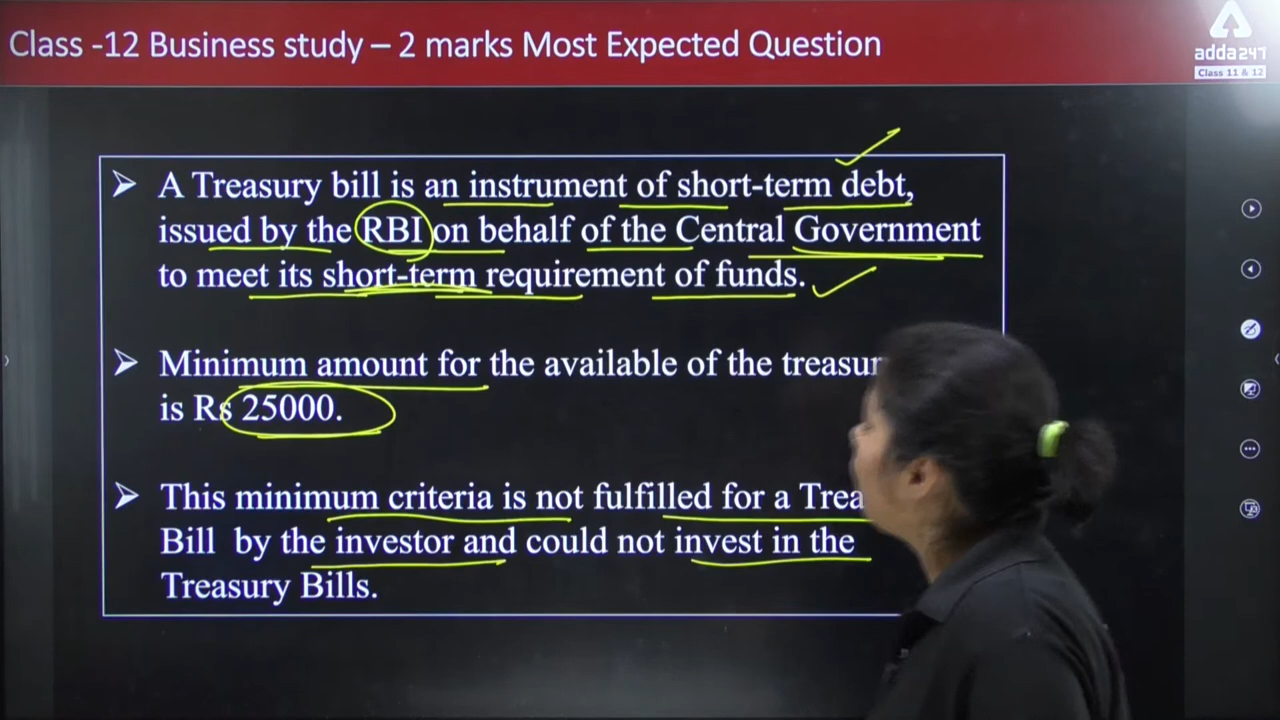 Class -12 Business study – 2 marks Most Expected Question
adda247
Class 11 & 12
➤ A Treasury bill is an instrument of short-term debt,
issued by the RBI on behalf of the Central Government
to meet its short-term requirement of funds.
➤ Minimum amount for the available of the treasur
is Rs 25000.
➤ This minimum criteria is not fulfilled for a Trea
Bill by the investor and could not invest in the
Treasury Bills.